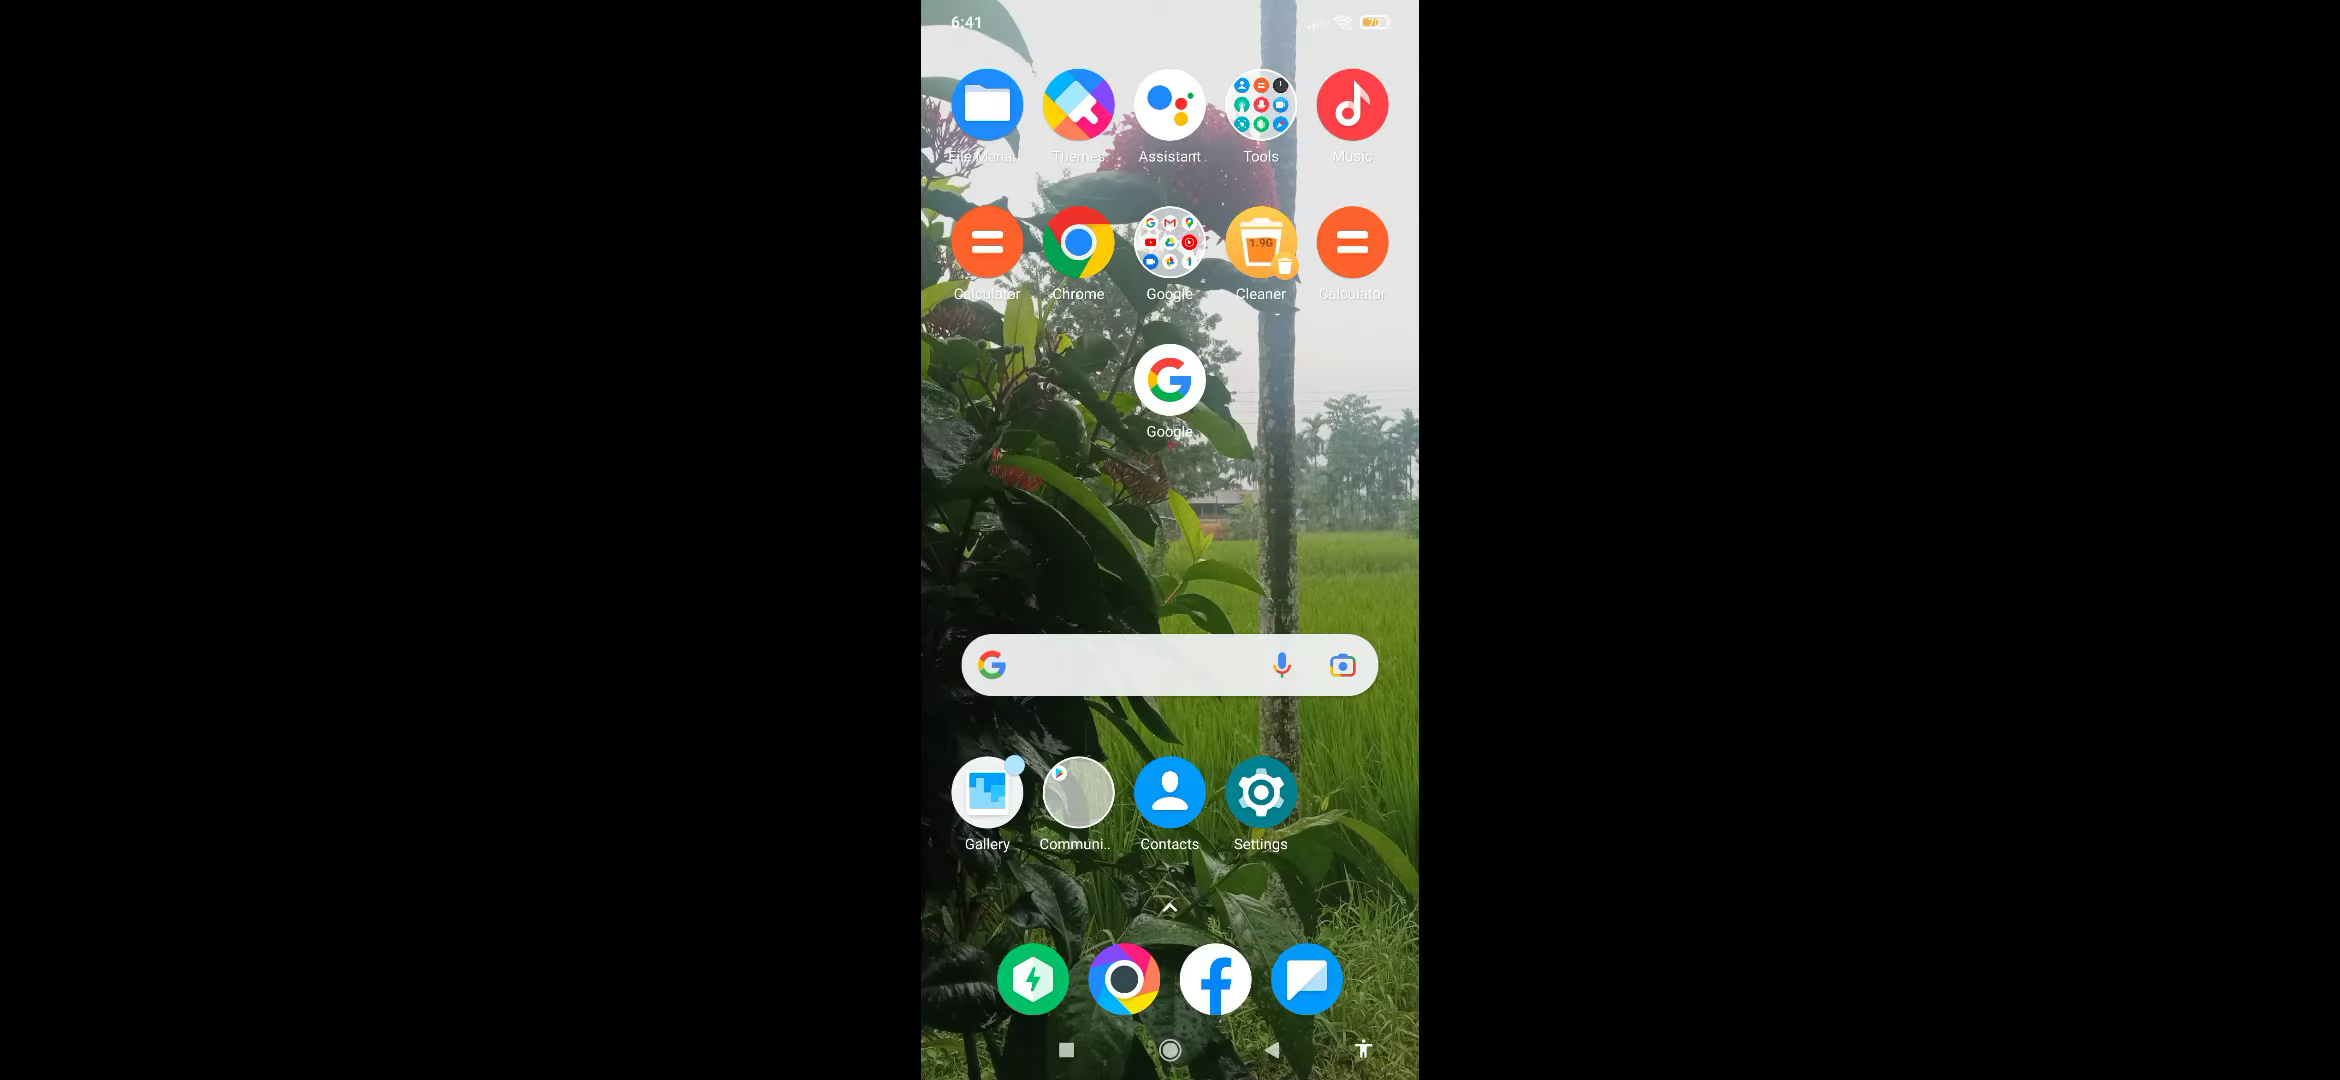 6:41
70
File Mana..
Themes
Assistant
Tools
Music
1.9G
Calculator
Chrome
Google
Cleaner
Calculator
Google
Gallery
Communi..
Contacts
Settings